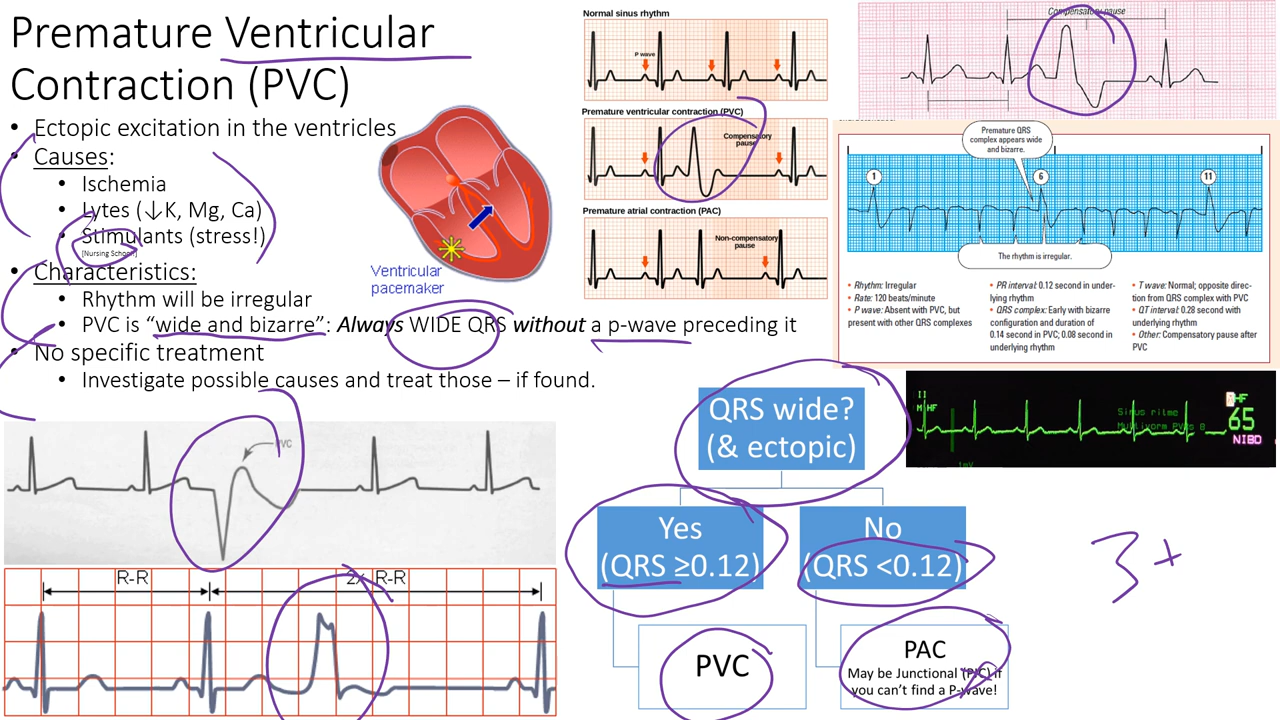 Premature Ventricular
Contraction (PVC)
• Ectopic excitation in the ventricles
• Causes:
• Ischemia
• Lytes (↓K, Mg, Ca)
• Stimulants (stress!)
[Nursing School]
• Characteristics:
• Rhythm will be irregular
• PVC is “wide and bizarre”: Always WIDE QRS without a p-wave preceding it
• No specific treatment
• Investigate possible causes and treat those – if found.
Ventricular
pacemaker
Normal sinus rhythm
P wave
Premature ventricular contraction (PVC)
Compensatory
pause
Premature atrial contraction (PAC)
Non-compensatory
pause
Compensatory pause
Premature QRS
complex appears wide
and bizarre.
1
6
11
The rhythm is irregular.
• Rhythm: Irregular
• Rate: 120 beats/minute
• P wave: Absent with PVC, but
present with other QRS complexes
• PR interval: 0.12 second in under-
lying rhythm
• QRS complex: Early with bizarre
configuration and duration of
0.14 second in PVC; 0.08 second in
underlying rhythm
• T wave: Normal; opposite direc-
tion from QRS complex with PVC
• QT interval: 0.28 second with
underlying rhythm
• Other: Compensatory pause after
PVC
II
HF
65
NIBD
1mV
PVC
R-R
2x R-R
QRS wide?
(& ectopic)
Yes
(QRS ≥0.12)
No
(QRS <0.12)
PVC
PAC
May be Junctional (PJC) if
you can’t find a P-wave!
3+